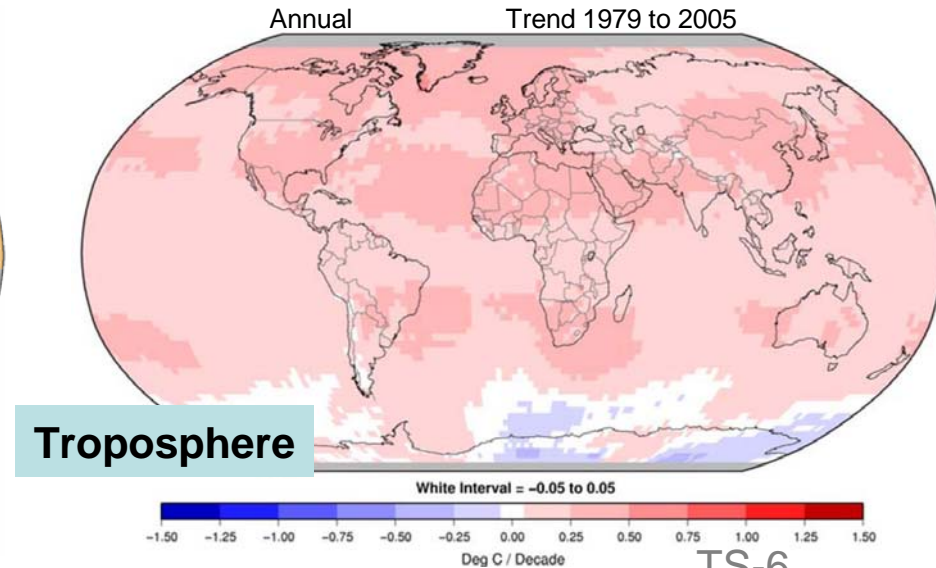 Annual Trend 1979 to 2005
Troposphere
White Interval = −0.05 to 0.05
−1.50 −1.25 −1.00 −0.75 −0.50 −0.25 0.00 0.25 0.50 0.75 1.00 1.25 1.50
Deg C / Decade
TS-6